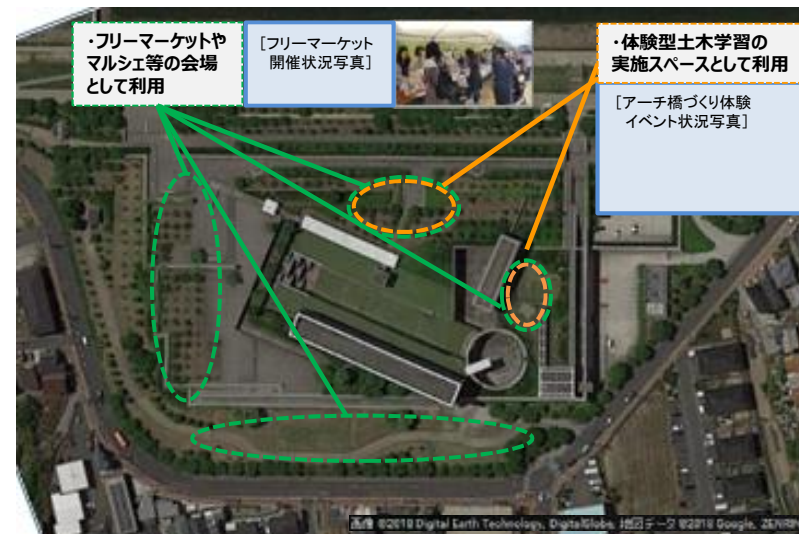 ・フリーマーケットや
マルシェ等の会場
として利用
[フリーマーケット
開催状況写真]
・体験型土木学習の
実施スペースとして利用
[アーチ橋づくり体験
イベント状況写真]
画像 ©2018 Digital Earth Technology, DigitalGlobe, 地図データ ©2018 Google, ZENRIN